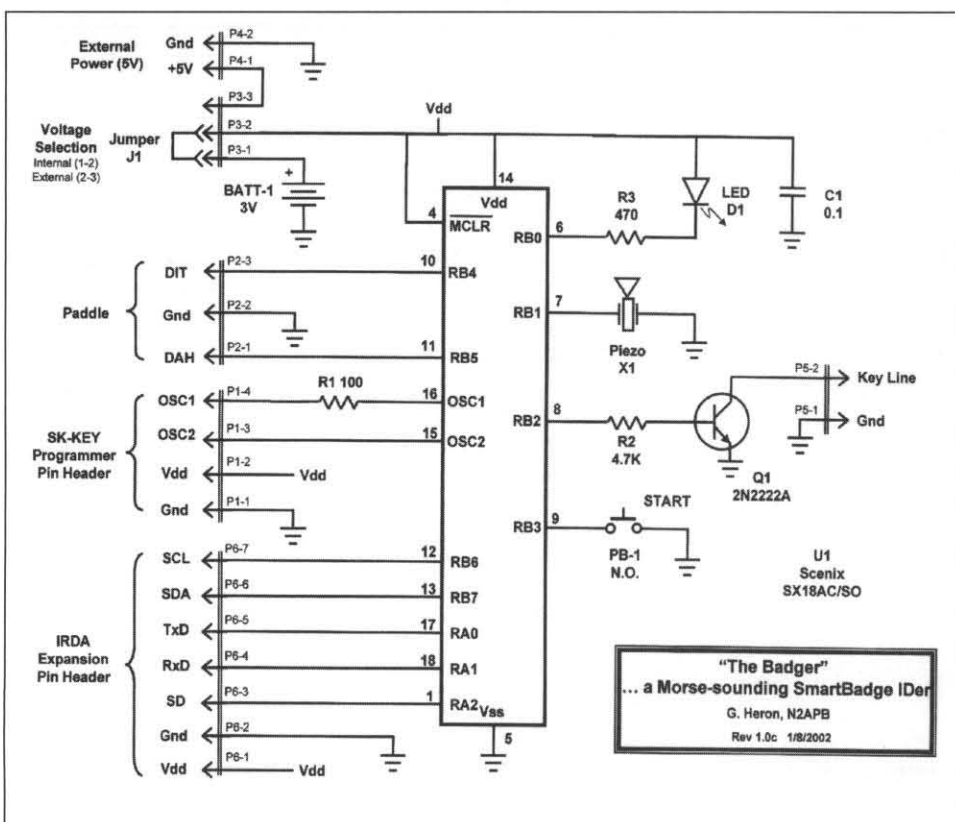 External
Power (5V)
Gnd
P4-2
+5V
P4-1
P3-3
Voltage
Selection
Internal (1-2)
External (2-3)
Jumper
J1
P3-2
P3-1
+
BATT-1
3V
Vdd
14
Vdd
4
MCLR
R3
470
LED
D1
C1
0.1
6
RB0
Paddle
DIT
P2-3
10
RB4
Gnd
P2-2
DAH
P2-1
11
RB5
7
RB1
Piezo
X1
SK-KEY
Programmer
Pin Header
OSC1
P1-4
R1 100
16
OSC1
OSC2
P1-3
15
OSC2
Vdd
P1-2
Vdd
Gnd
P1-1
8
RB2
R2
4.7K
Q1
2N2222A
P5-2
Key Line
P5-1
Gnd
9
RB3
START
PB-1
N.O.
U1
Scenix
SX18AC/SO
IRDA
Expansion
Pin Header
SCL
P6-7
12
RB6
SDA
P6-6
13
RB7
TxD
P6-5
17
RA0
RxD
P6-4
18
RA1
SD
P6-3
1
RA2
Vss
5
Gnd
P6-2
Vdd
P6-1
Vdd
"The Badger"
... a Morse-sounding SmartBadge IDer
G. Heron, N2APB
Rev 1.0c 1/8/2002